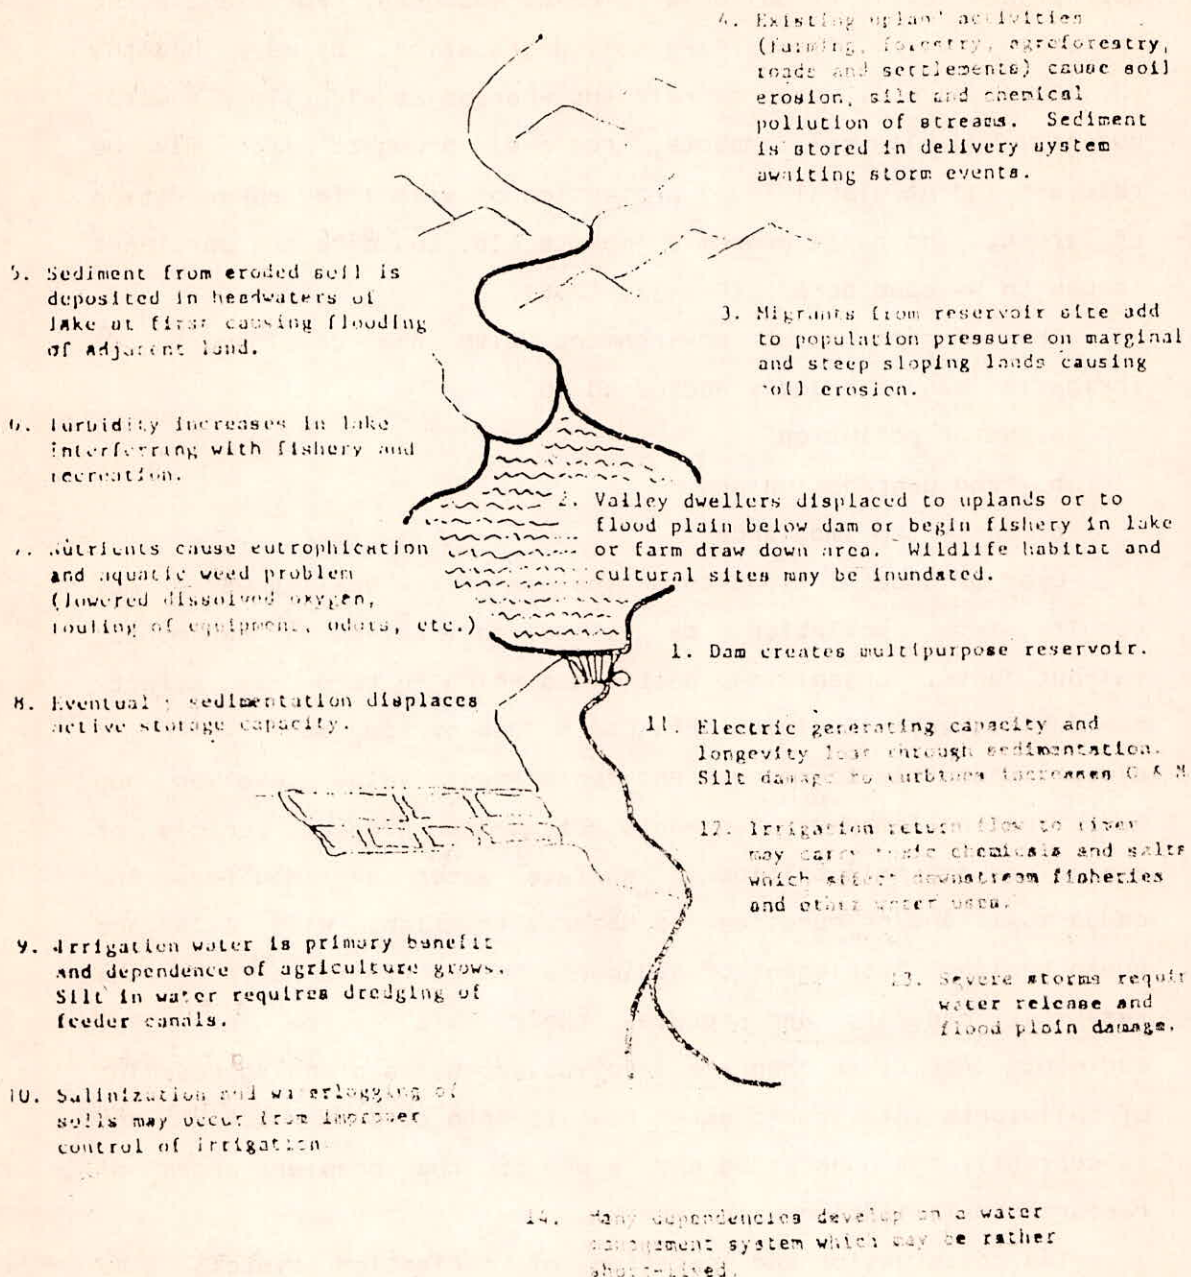 4. Existing upland activities
(farming, forestry, agroforestry,
roads and settlements) cause soil
erosion, silt and chemical
pollution of streams. Sediment
is stored in delivery system
awaiting storm events.
5. Sediment from eroded soil is
deposited in headwaters of
lake at first causing flooding
of adjacent land.
3. Migrants from reservoir site add
to population pressure on marginal
and steep sloping lands causing
soil erosion.
6. Turbidity increases in lake
interferring with fishery and
recreation.
2. Valley dwellers displaced to uplands or to
flood plain below dam or begin fishery in lake
or farm draw down area. Wildlife habitat and
cultural sites may be inundated.
7. Nutrients cause eutrophication
and aquatic weed problem
(lowered dissolved oxygen,
fouling of equipment, odors, etc.)
1. Dam creates multipurpose reservoir.
8. Eventual sedimentation displaces
active storage capacity.
11. Electric generating capacity and
longevity lost through sedimentation.
Silt damage to turbines increases O & M.
12. Irrigation return flow to river
may carry toxic chemicals and salts
which affect downstream fisheries
and other water uses.
9. Irrigation water is primary benefit
and dependence of agriculture grows.
Silt in water requires dredging of
feeder canals.
13. Severe storms requir
water release and
flood plain damage.
10. Salinization and waterlogging of
soils may occur from improper
control of irrigation.
14. Many dependencies develop on a water
management system which may be rather
short-lived.